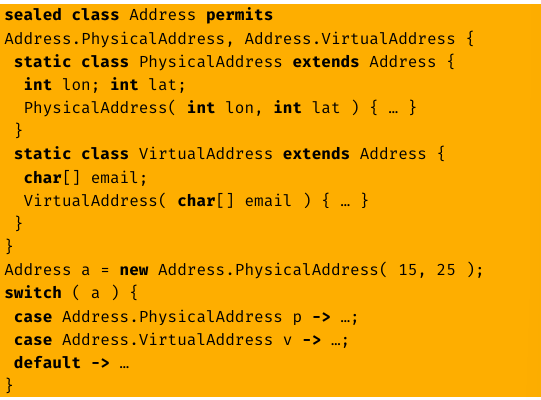 sealed class Address permits
Address.PhysicalAddress, Address.VirtualAddress {
 static class PhysicalAddress extends Address {
  int lon; int lat;
  PhysicalAddress( int lon, int lat ) { … }
 }
 static class VirtualAddress extends Address {
  char[] email;
  VirtualAddress( char[] email ) { … }
 }
}
Address a = new Address.PhysicalAddress( 15, 25 );
switch ( a ) {
 case Address.PhysicalAddress p -> …;
 case Address.VirtualAddress v -> …;
 default -> …
}